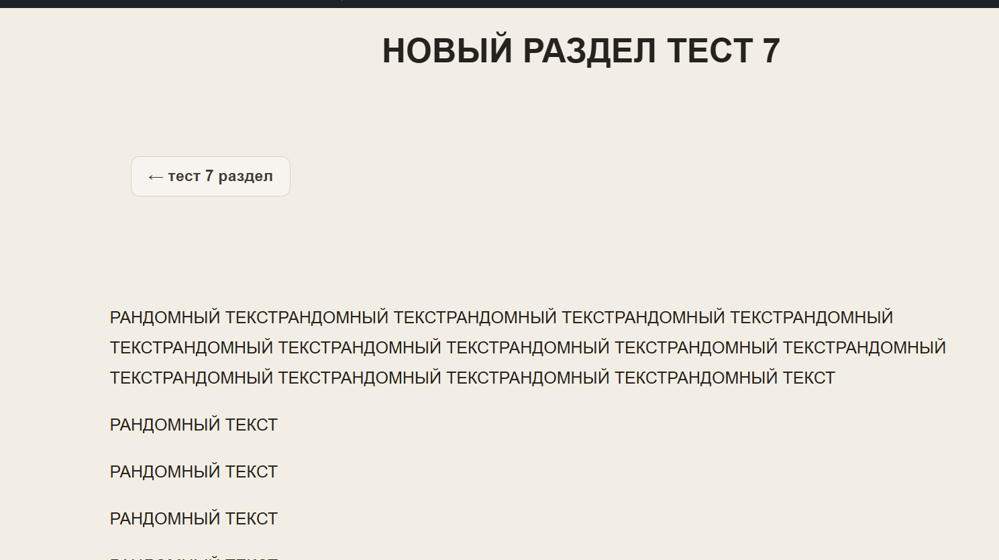 НОВЫЙ РАЗДЕЛ ТЕСТ 7
← тест 7 раздел
РАНДОМНЫЙ ТЕКСТРАНДОМНЫЙ ТЕКСТРАНДОМНЫЙ ТЕКСТРАНДОМНЫЙ ТЕКСТРАНДОМНЫЙ
ТЕКСТРАНДОМНЫЙ ТЕКСТРАНДОМНЫЙ ТЕКСТРАНДОМНЫЙ ТЕКСТРАНДОМНЫЙ ТЕКСТРАНДОМНЫЙ
ТЕКСТРАНДОМНЫЙ ТЕКСТРАНДОМНЫЙ ТЕКСТРАНДОМНЫЙ ТЕКСТРАНДОМНЫЙ ТЕКСТ
РАНДОМНЫЙ ТЕКСТ
РАНДОМНЫЙ ТЕКСТ
РАНДОМНЫЙ ТЕКСТ